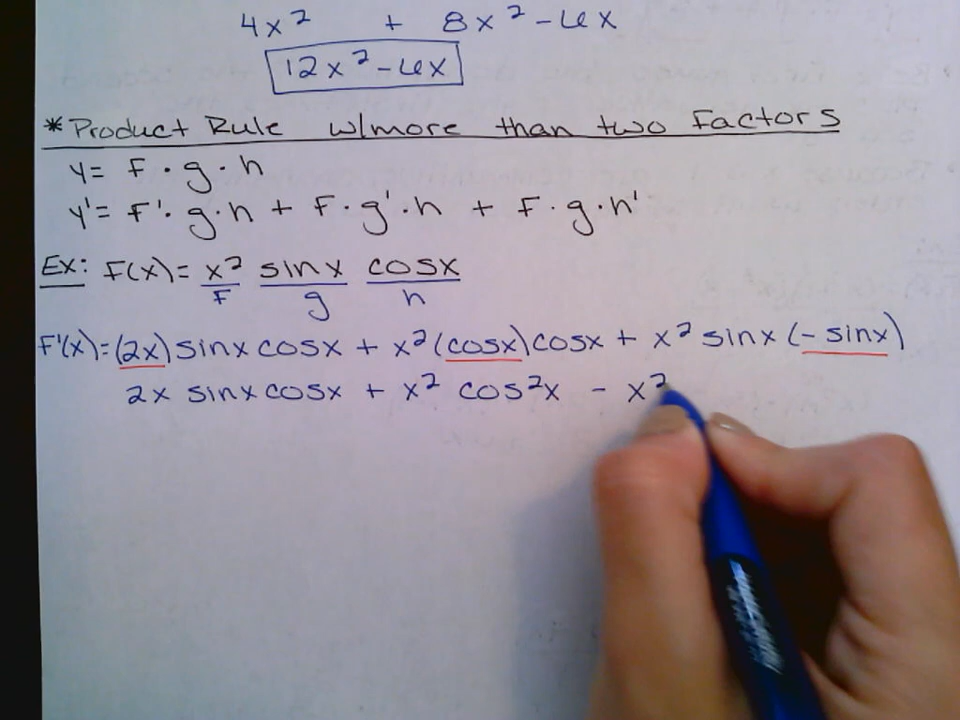 4x² + 8x² - 6x
12x² - 6x
*Product Rule w/more than two factors
y = f · g · h
y' = f' · g · h + f · g' · h + f · g · h'
Ex: f(x) = x² sinx cosx
f g h
f'(x) = (2x) sinx cosx + x² (cosx) cosx + x² sinx (- sinx)
2x sinx cosx + x² cos²x - x²